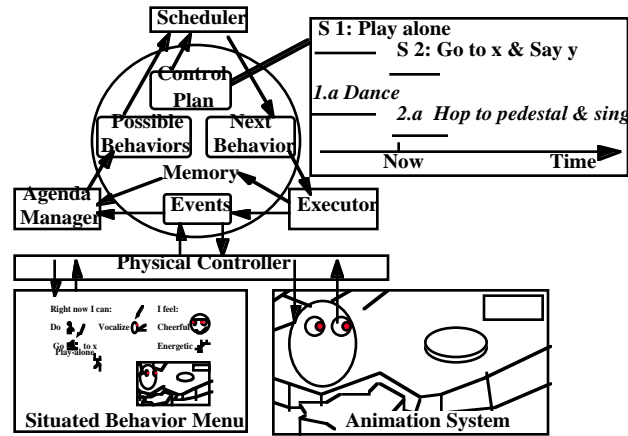 Scheduler
S 1: Play alone
S 2: Go to x & Say y
Control
Plan
1.a Dance
2.a Hop to pedestal & sing
Possible
Behaviors
Next
Behavior
Now
Time
Memory
Agenda
Manager
Events
Executor
Physical Controller
Right now I can:
I feel:
Do
Vocalize
Cheerful
Go to x
Energetic
Play-alone
Situated Behavior Menu
Animation System